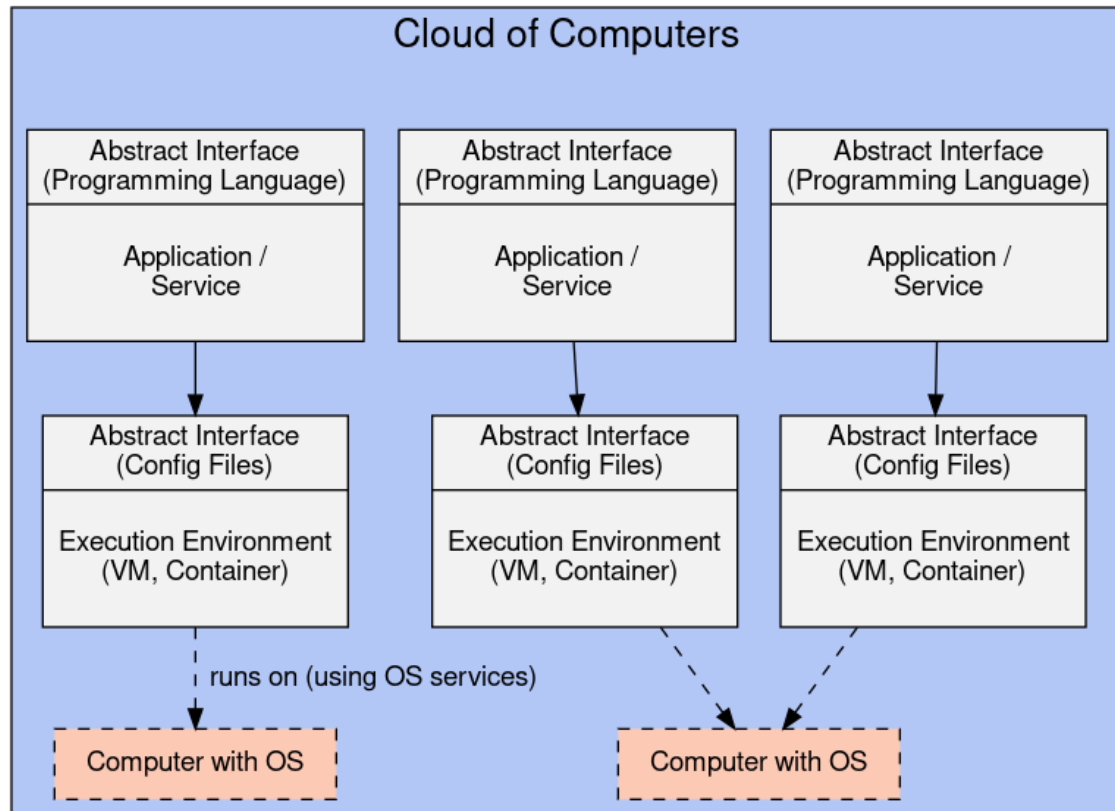 Cloud of Computers
Abstract Interface
(Programming Language)
Application /
Service
Abstract Interface
(Programming Language)
Application /
Service
Abstract Interface
(Programming Language)
Application /
Service
Abstract Interface
(Config Files)
Execution Environment
(VM, Container)
Abstract Interface
(Config Files)
Execution Environment
(VM, Container)
Abstract Interface
(Config Files)
Execution Environment
(VM, Container)
runs on (using OS services)
Computer with OS
Computer with OS